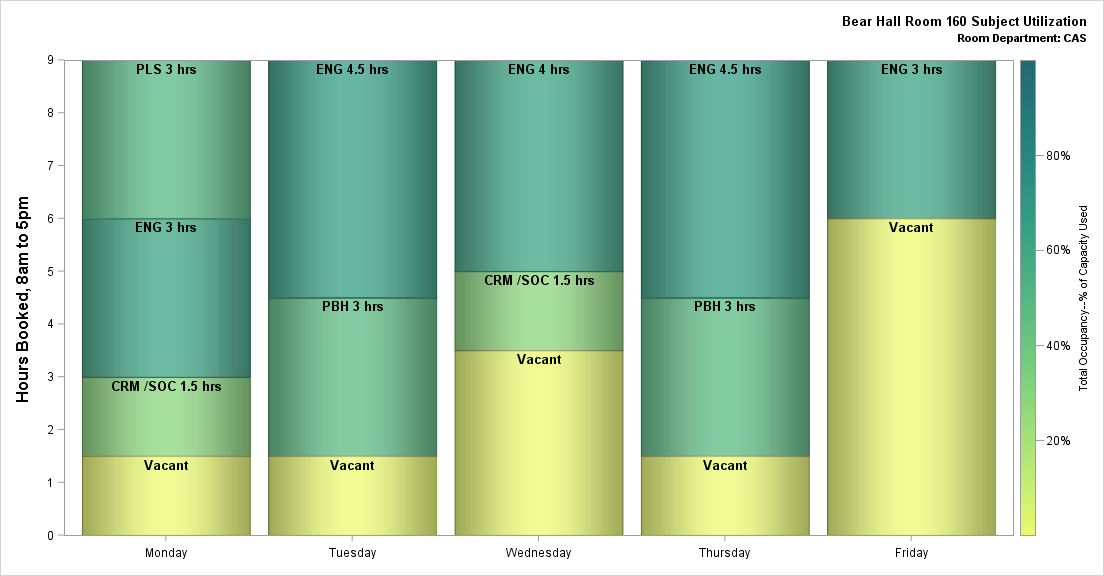 Bear Hall Room 160 Subject Utilization
Room Department: CAS
Hours Booked, 8am to 5pm
9
8
7
6
5
4
3
2
1
0
PLS 3 hrs
ENG 3 hrs
CRM /SOC 1.5 hrs
Vacant
ENG 4.5 hrs
PBH 3 hrs
Vacant
ENG 4 hrs
CRM /SOC 1.5 hrs
Vacant
ENG 4.5 hrs
PBH 3 hrs
Vacant
ENG 3 hrs
Vacant
Monday
Tuesday
Wednesday
Thursday
Friday
80%
60%
40%
20%
Total Occupancy--% of Capacity Used